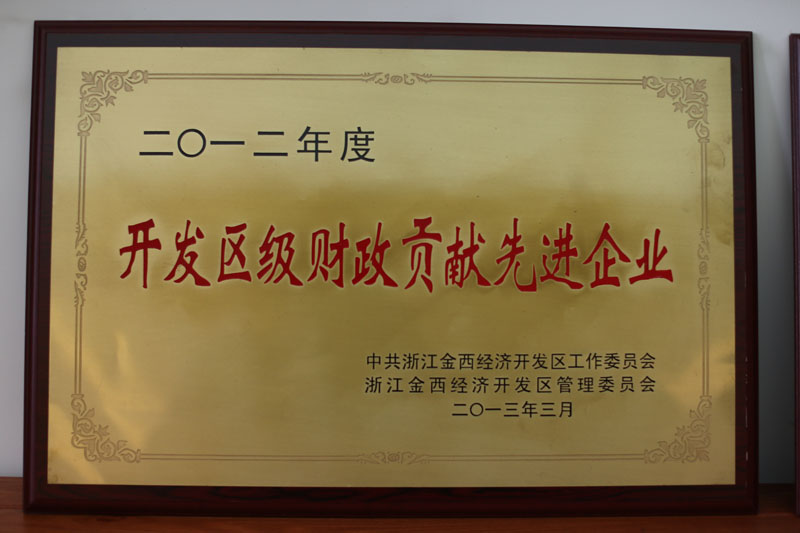 二〇一二年度
开发区级财政贡献先进企业
中共浙江金西经济开发区工作委员会
浙江金西经济开发区管理委员会
二〇一三年三月